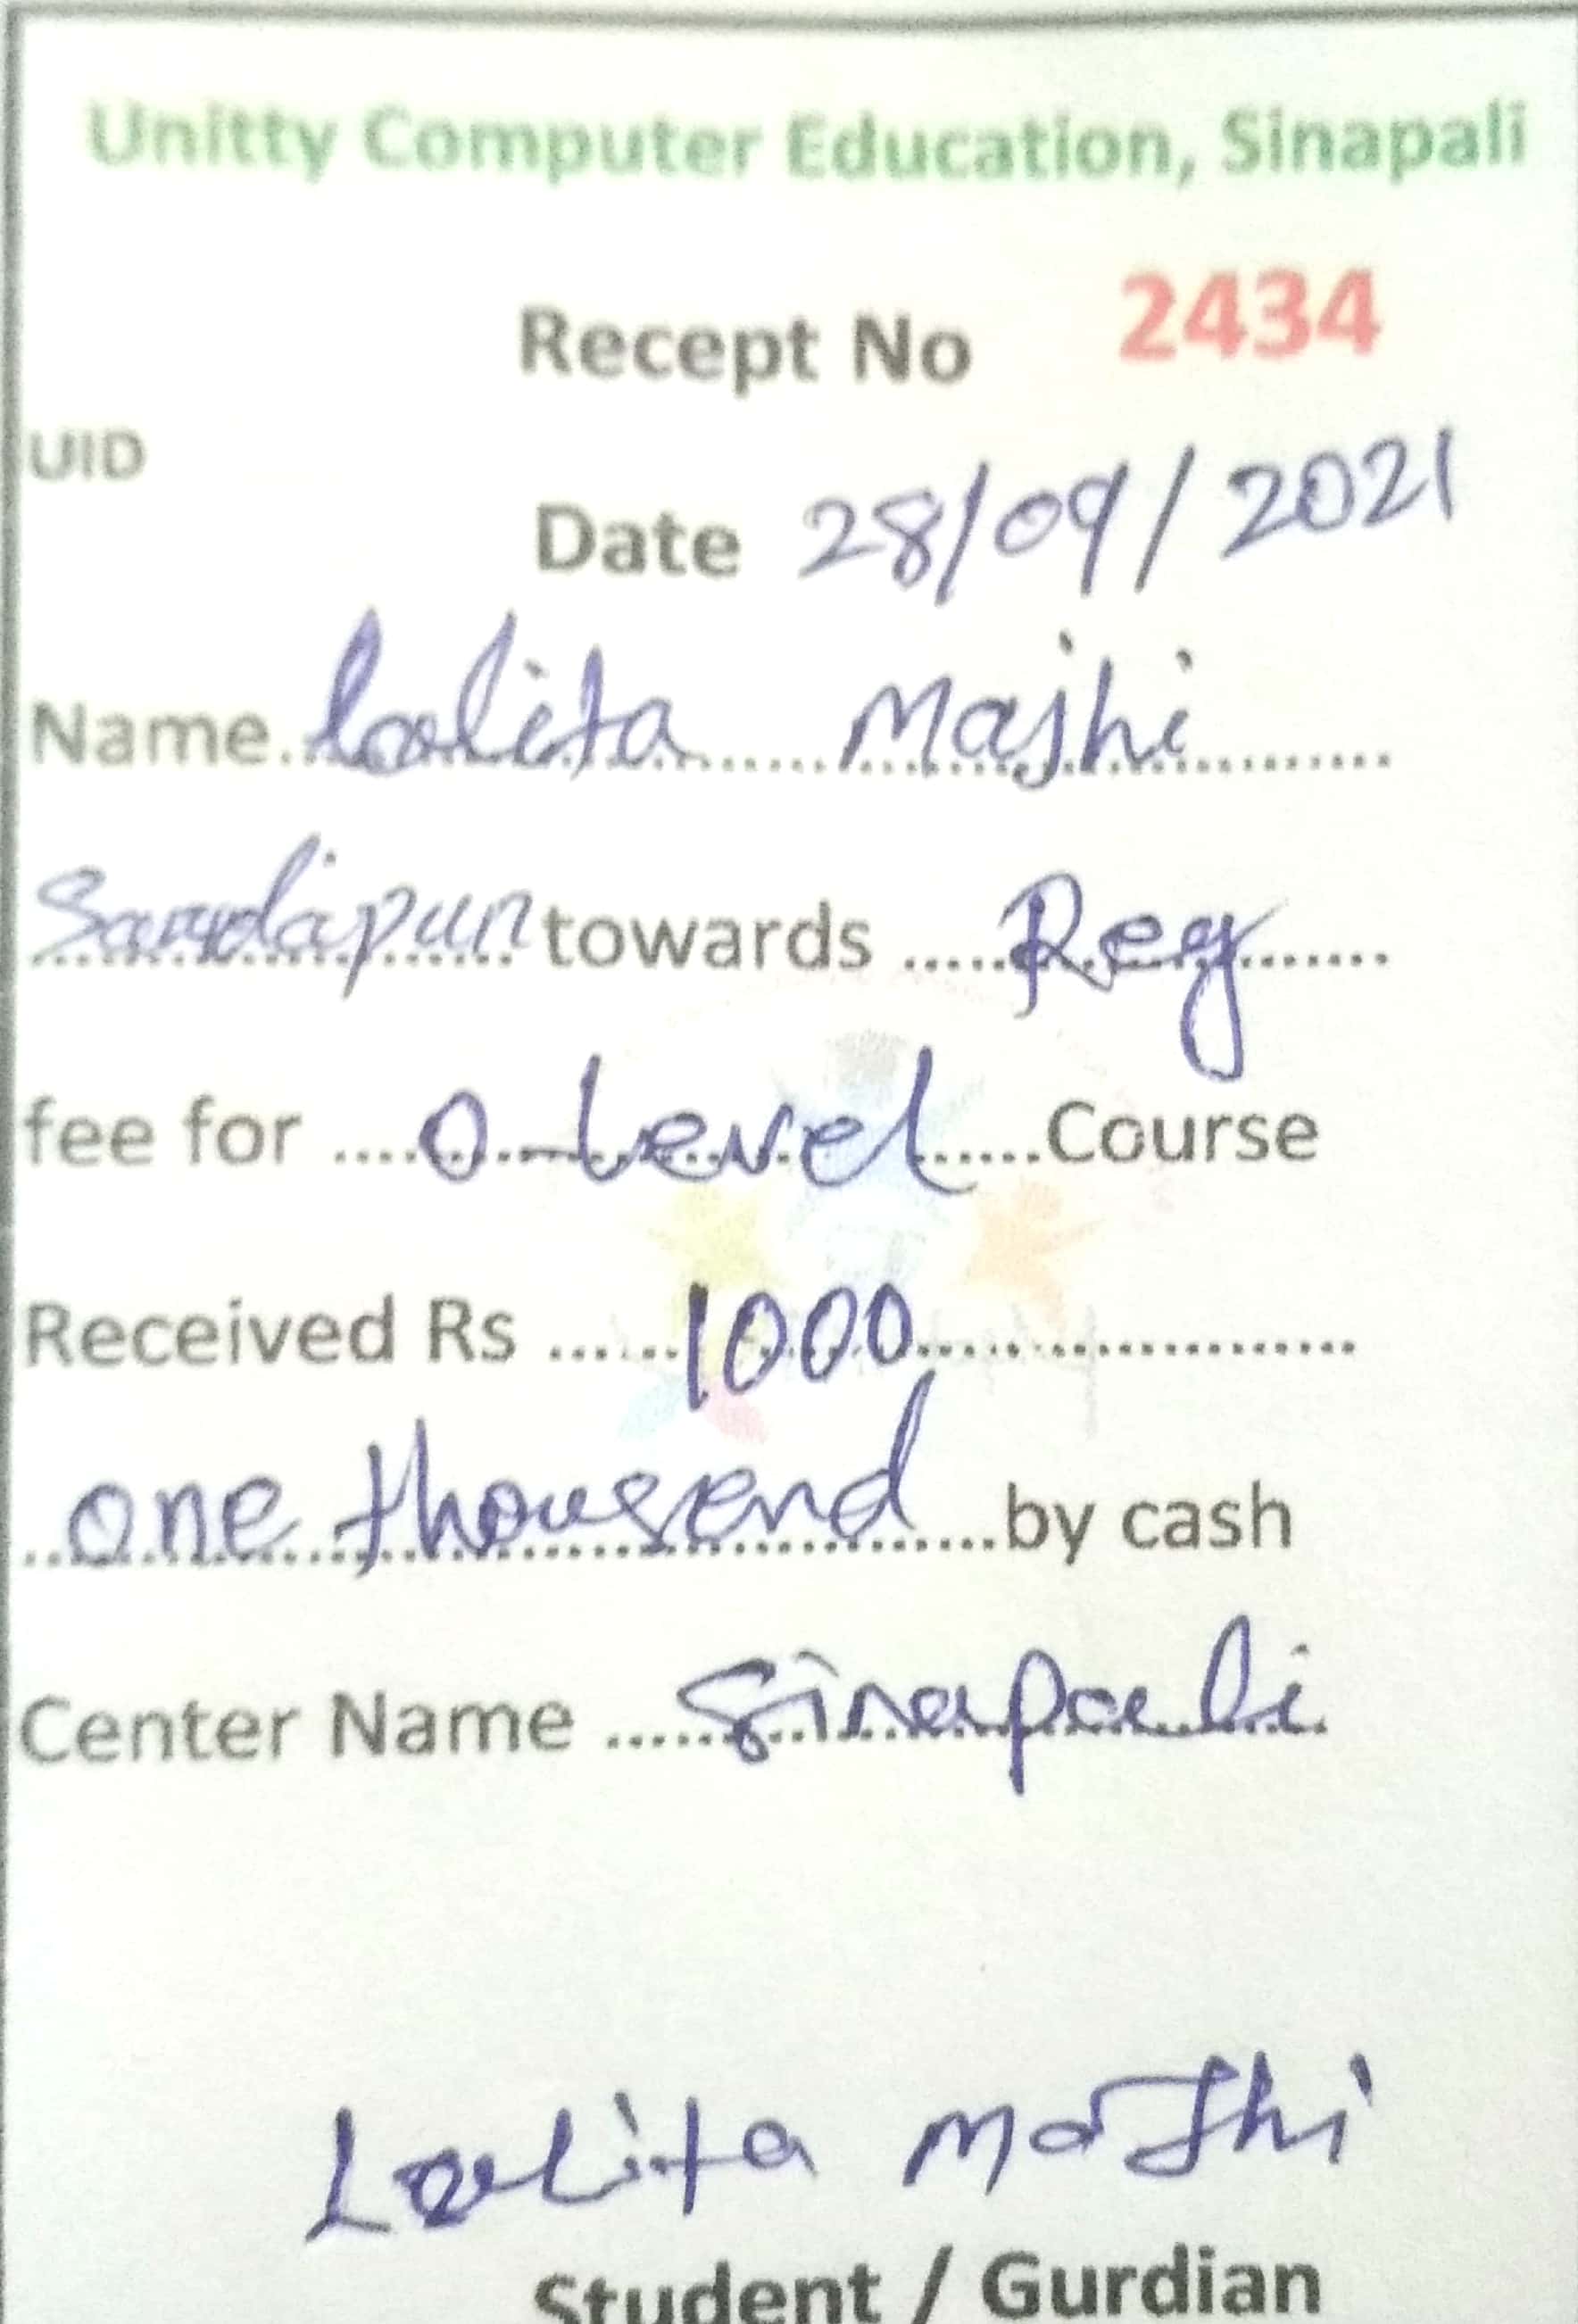 Unitty Computer Education, Sinapali
Recept No 2434
UID
Date 28/09/2021
Name lalita Majhi
towards Reg
fee for O-Level Course
Received Rs 1000
one thousend by cash
Center Name Sinapali
Lalita maJhi
Student / Gurdian